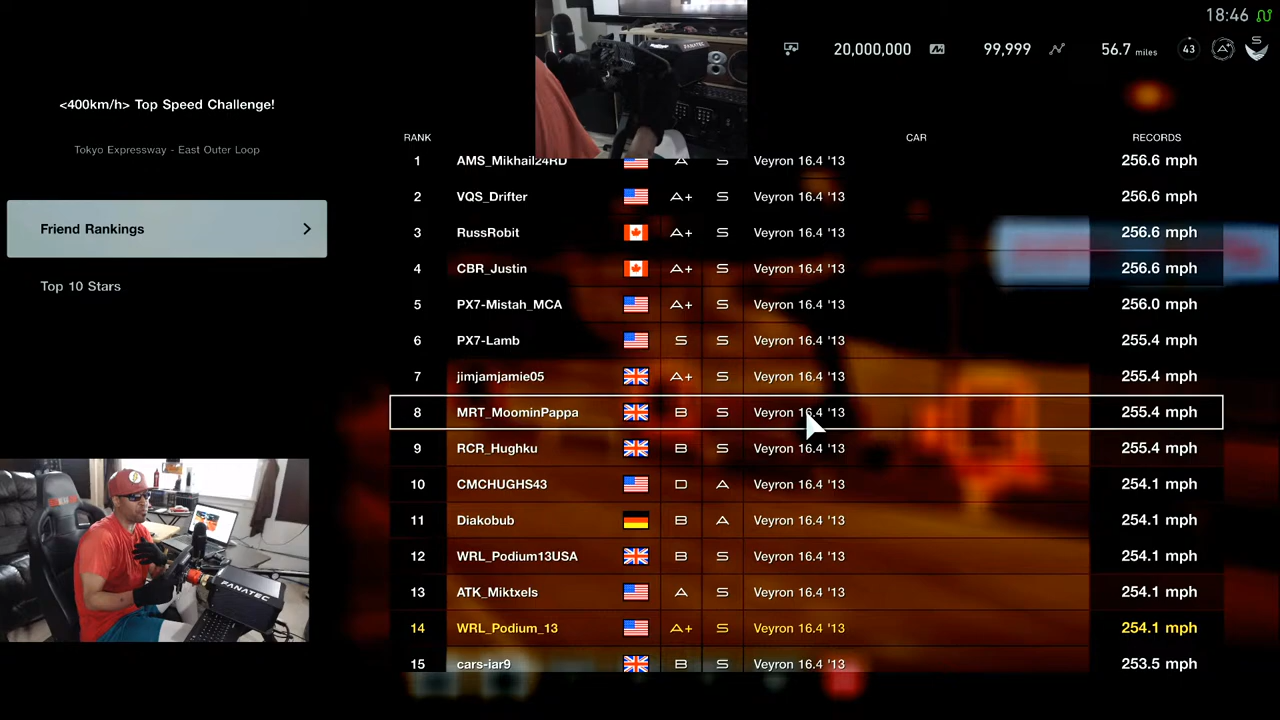 18:46
20,000,000 99,999 56.7 miles 43 A+ S
<400km/h> Top Speed Challenge!
Tokyo Expressway - East Outer Loop
Friend Rankings
Top 10 Stars
RANK CAR RECORDS
1 AMS_Mikhail24RD A S Veyron 16.4 '13 256.6 mph
2 VQS_Drifter A+ S Veyron 16.4 '13 256.6 mph
3 RussRobit A+ S Veyron 16.4 '13 256.6 mph
4 CBR_Justin A+ S Veyron 16.4 '13 256.6 mph
5 PX7-Mistah_MCA A+ S Veyron 16.4 '13 256.0 mph
6 PX7-Lamb S S Veyron 16.4 '13 255.4 mph
7 jimjamjamie05 A+ S Veyron 16.4 '13 255.4 mph
8 MRT_MoominPappa B S Veyron 16.4 '13 255.4 mph
9 RCR_Hughku B S Veyron 16.4 '13 255.4 mph
10 CMCHUGHS43 D A Veyron 16.4 '13 254.1 mph
11 Diakobub B A Veyron 16.4 '13 254.1 mph
12 WRL_Podium13USA B S Veyron 16.4 '13 254.1 mph
13 ATK_Miktxels A S Veyron 16.4 '13 254.1 mph
14 WRL_Podium_13 A+ S Veyron 16.4 '13 254.1 mph
15 cars-iar9 B S Veyron 16.4 '13 253.5 mph
FANATEC
FANATEC